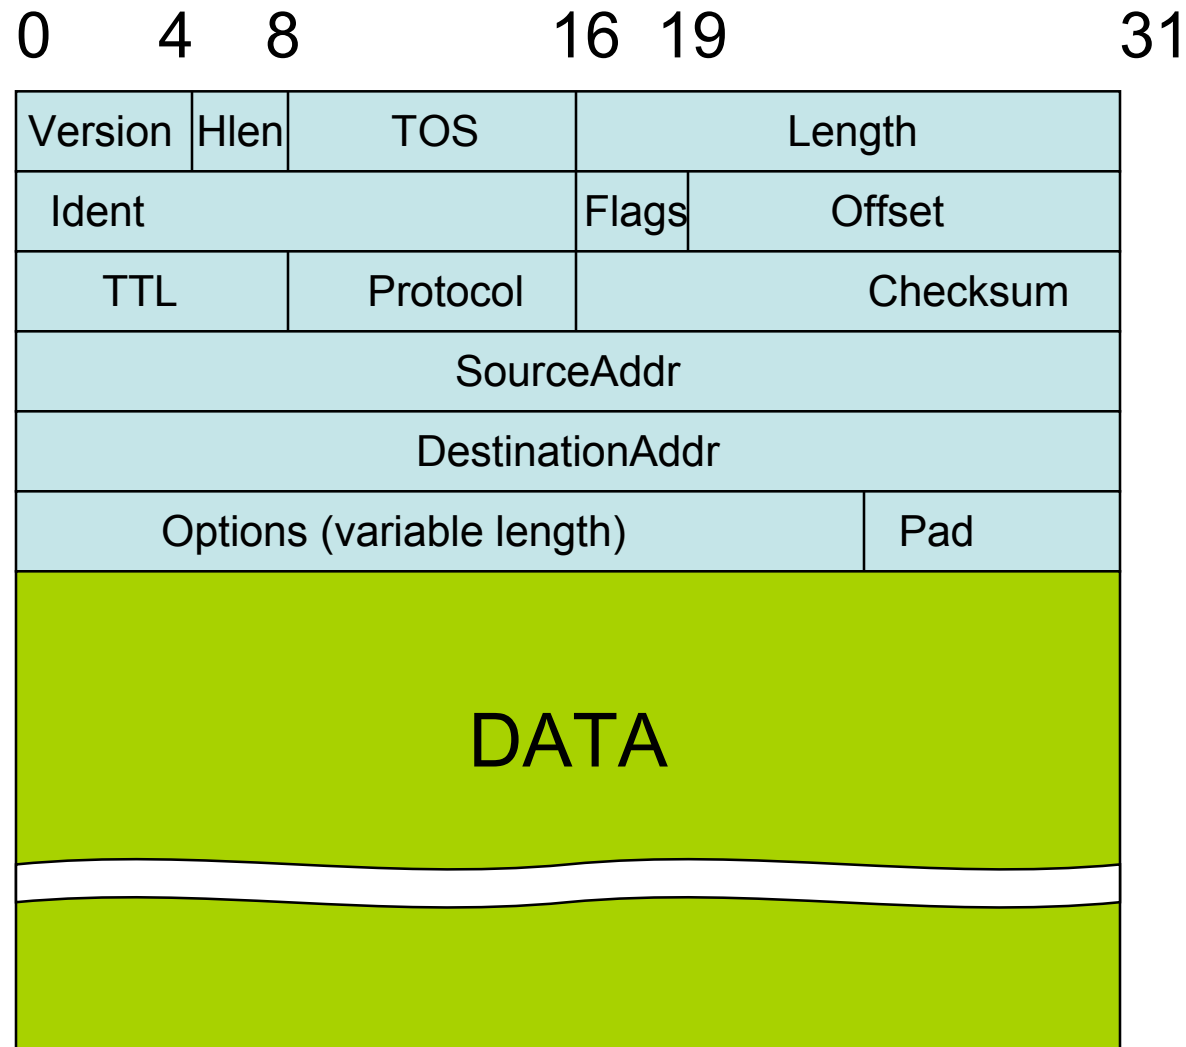 0 4 8 16 19 31
Version Hlen TOS Length
Ident Flags Offset
TTL Protocol Checksum
SourceAddr
DestinationAddr
Options (variable length) Pad
DATA